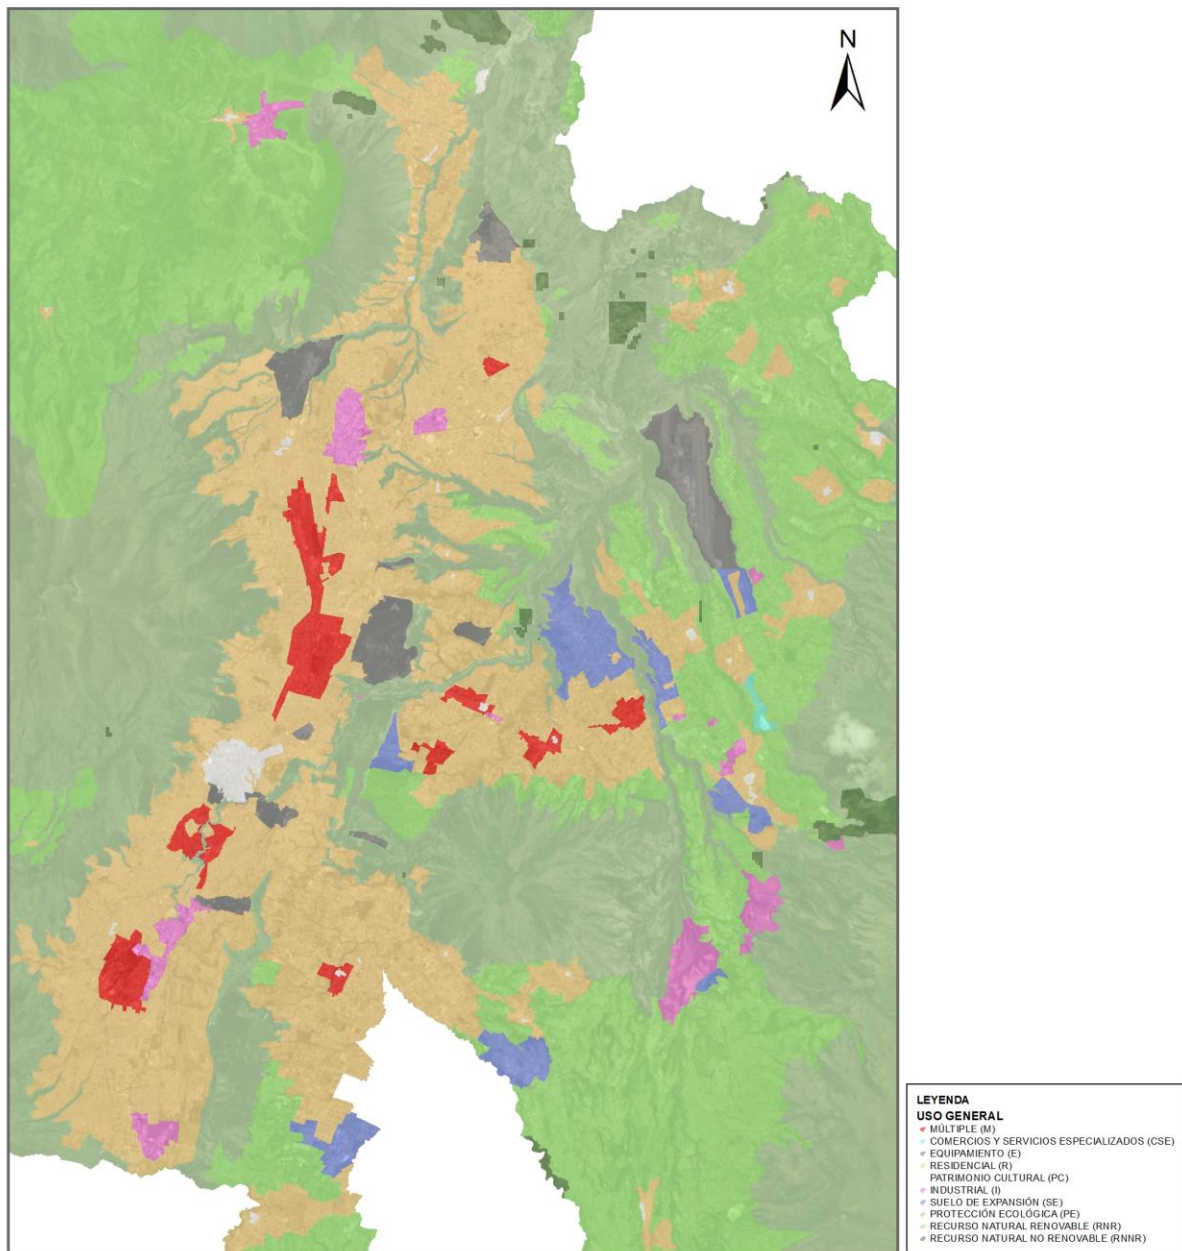 N
LEYENDA
USO GENERAL
MÚLTIPLE (M)
COMERCIOS Y SERVICIOS ESPECIALIZADOS (CSE)
EQUIPAMIENTO (E)
RESIDENCIAL (R)
PATRIMONIO CULTURAL (PC)
INDUSTRIAL (I)
SUELO DE EXPANSIÓN (SE)
PROTECCIÓN ECOLÓGICA (PE)
RECURSO NATURAL RENOVABLE (RNR)
RECURSO NATURAL NO RENOVABLE (RNNR)